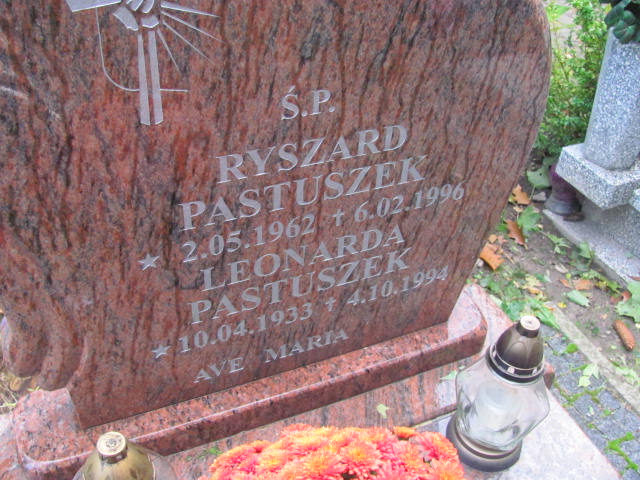 Ś.P.
RYSZARD
PASTUSZEK
* 2.05.1962 † 6.02.1996
LEONARDA
PASTUSZEK
* 10.04.1933 † 4.10.1994
AVE MARIA